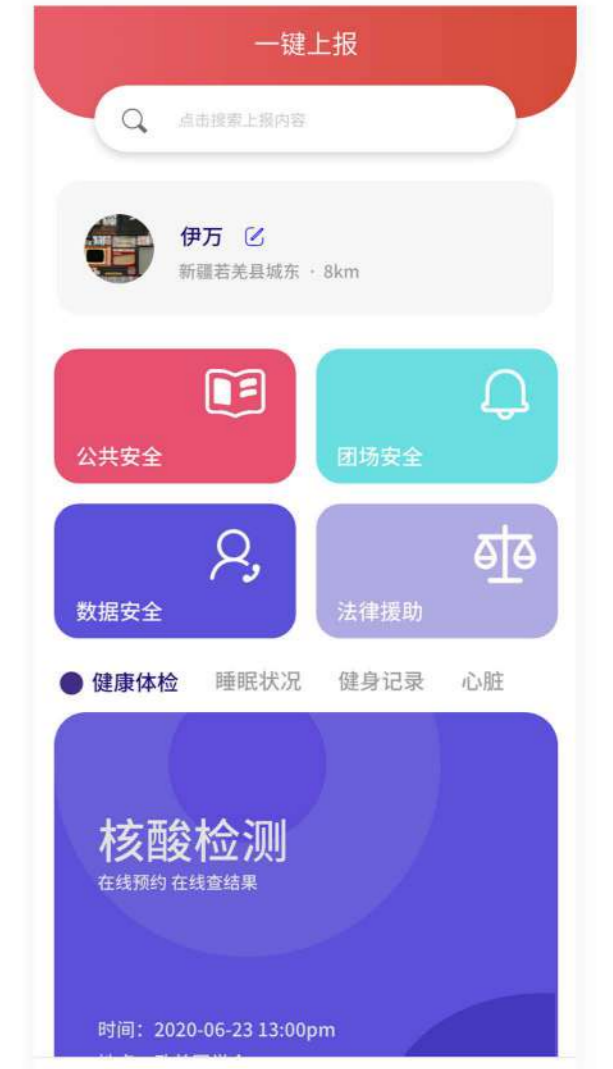 一键上报
点击搜索上报内容
伊万
新疆若羌县城东 · 8km
公共安全
团场安全
数据安全
法律援助
健康体检 睡眠状况 健身记录 心脏
核酸检测
在线预约 在线查结果
时间：2020-06-23 13:00pm